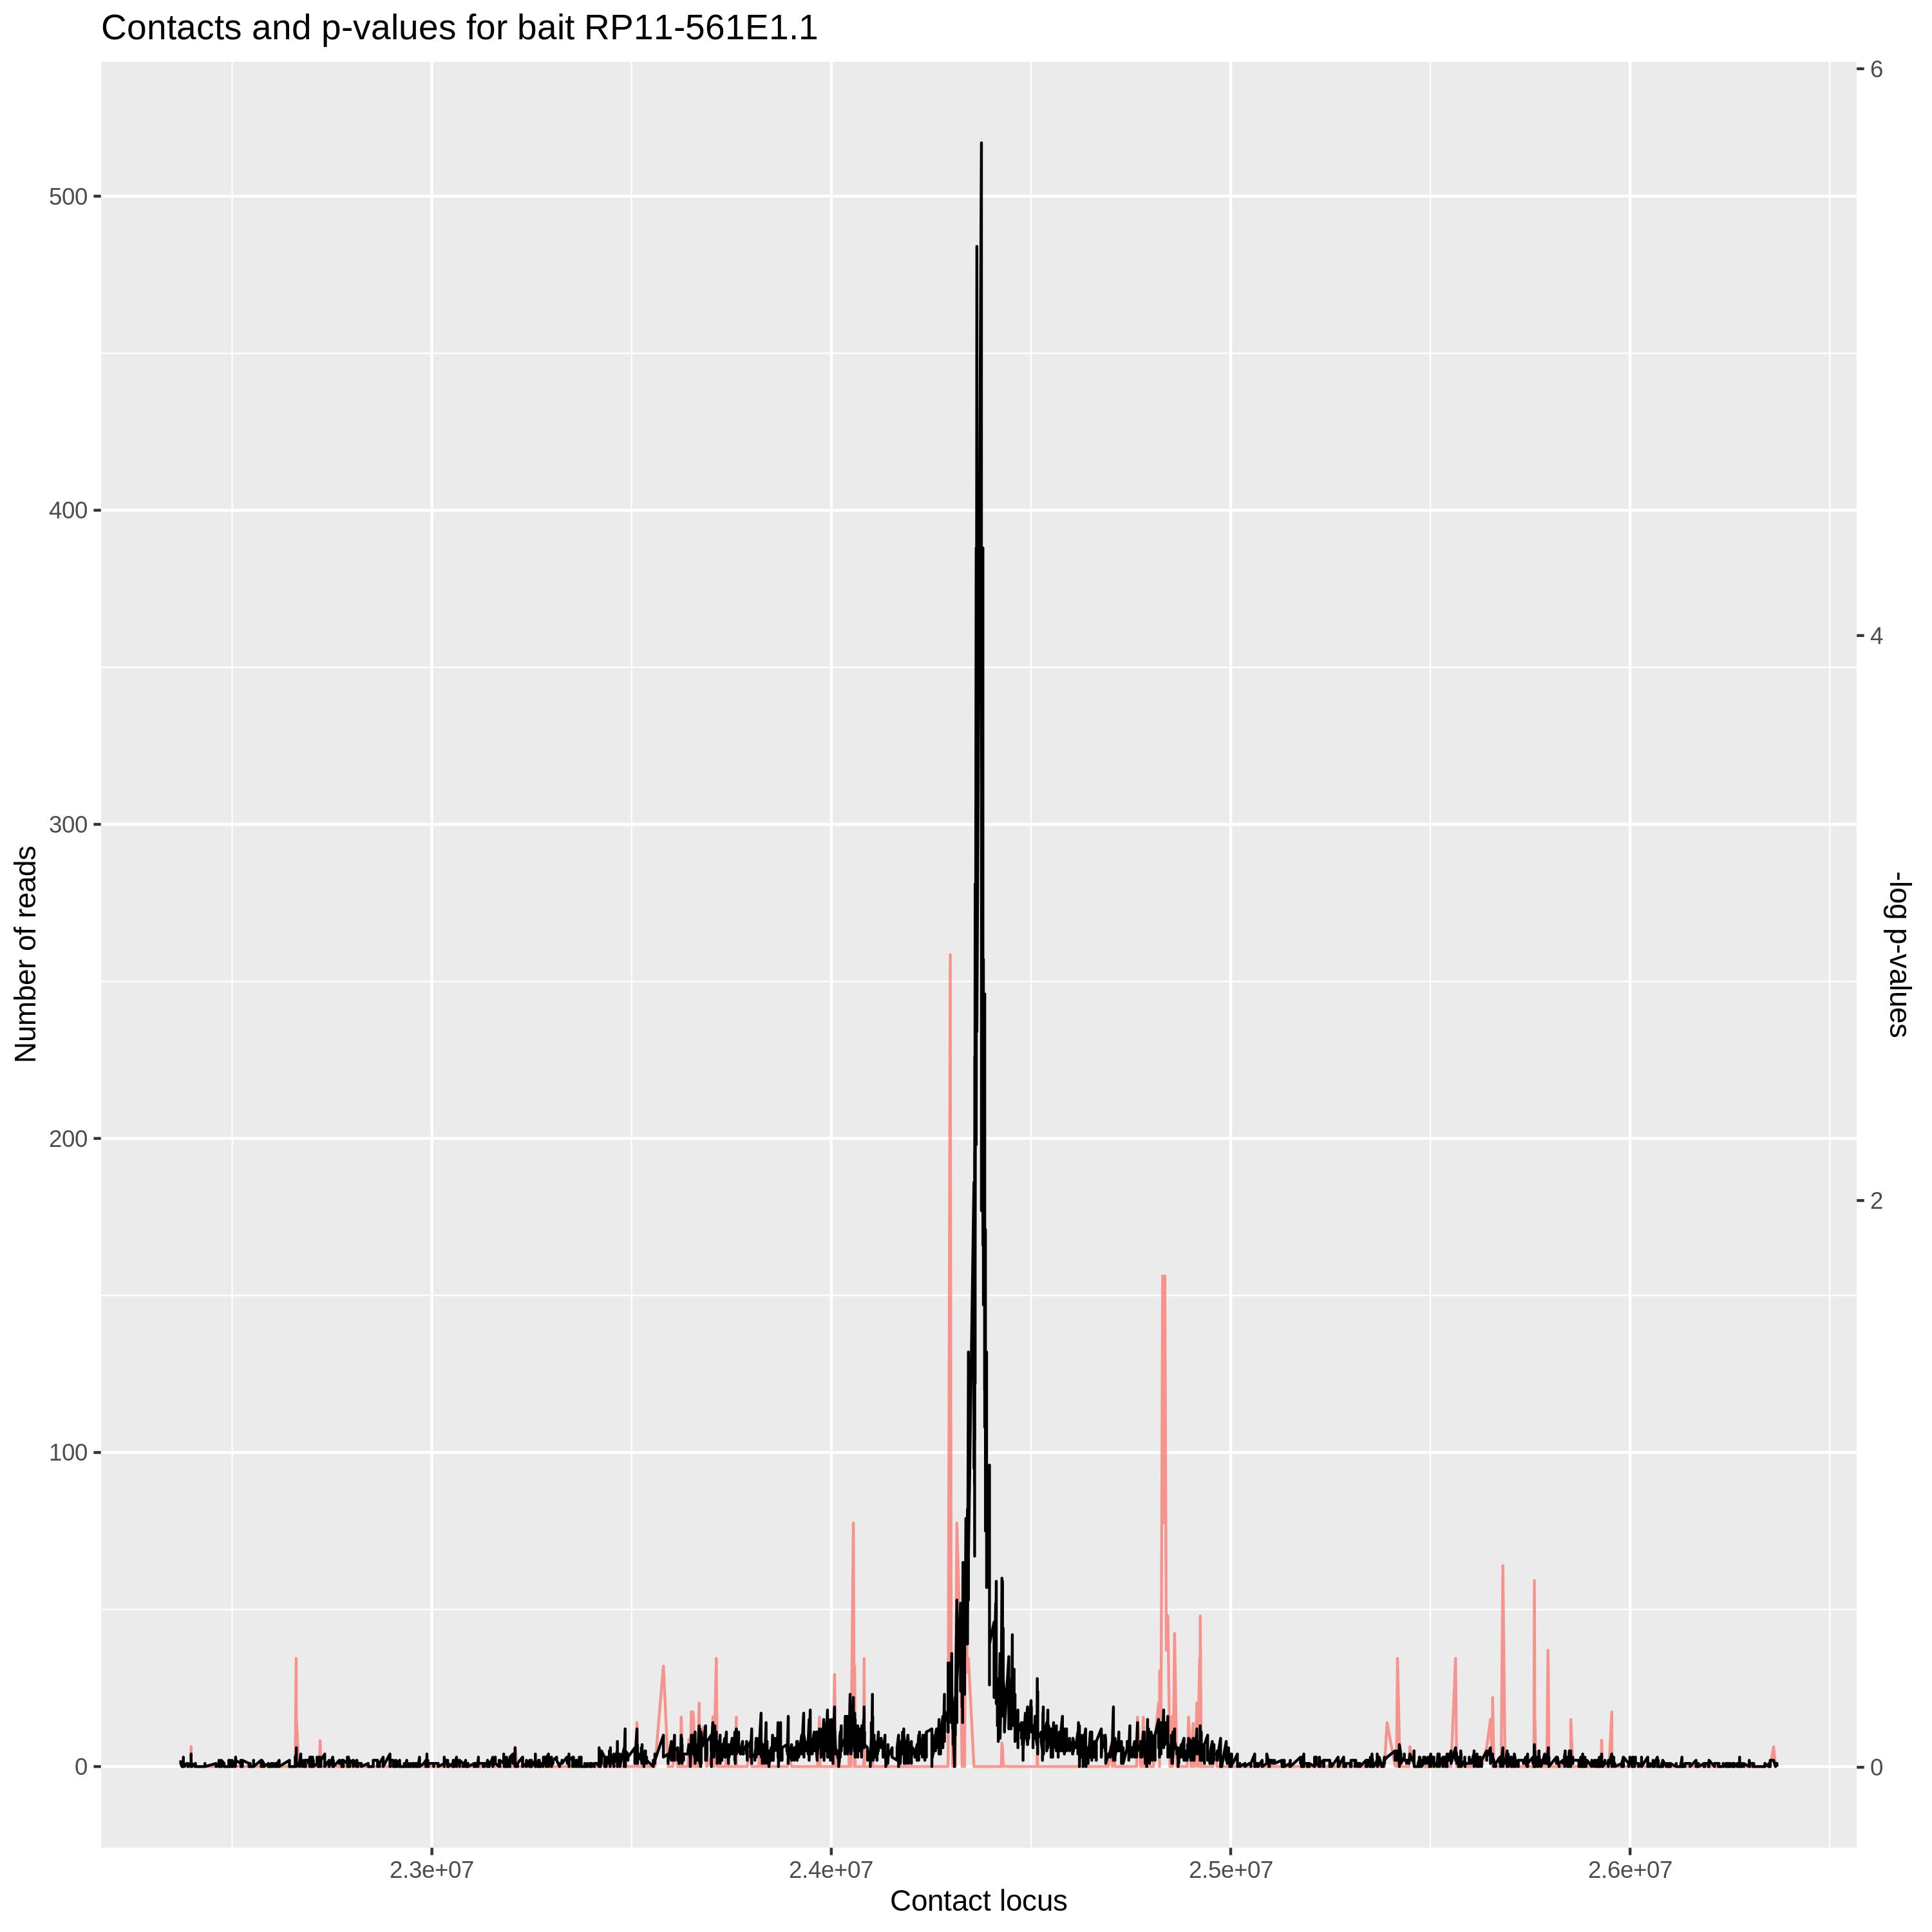 Contacts and p-values for bait RP11-561E1.1
500
400
300
200
100
0
Number of reads
6
4
2
0
-log p-values
2.3e+07
2.4e+07
2.5e+07
2.6e+07
Contact locus